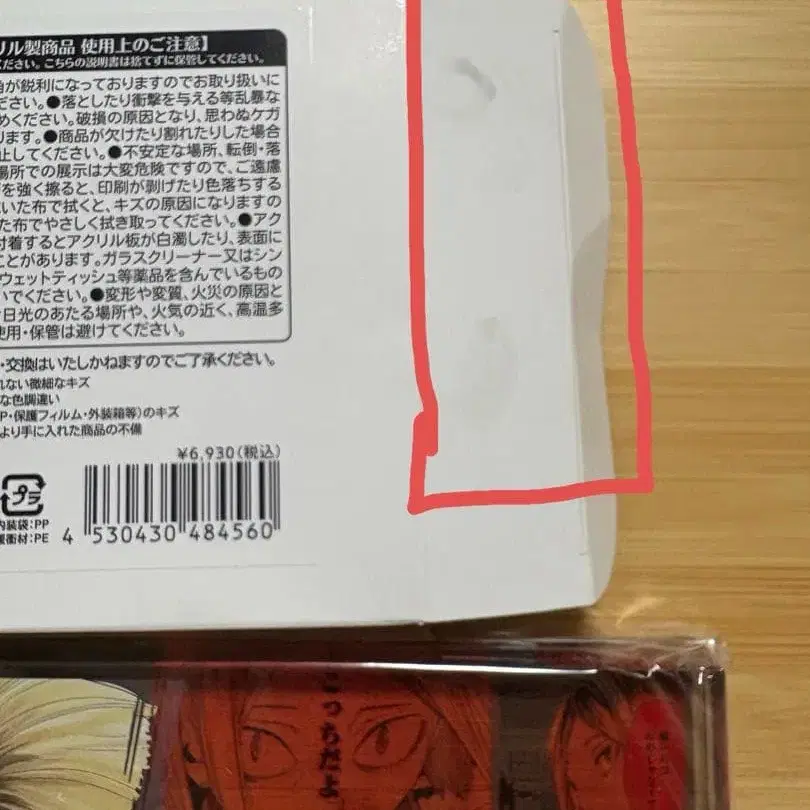 リル製商品 使用上のご注意】
ください。こちらの説明書は捨てずに保管してください。
角が鋭利になっておりますのでお取り扱いに
ださい。●落としたり衝撃を与える等乱暴な
めください。破損の原因となり、思わぬケガ
ります。●商品が欠けたり割れたりした場合
止してください。●不安定な場所、転倒・落
場所での展示は大変危険ですので、ご遠慮
を強く擦ると、印刷が剥げたり色落ちする
いた布で拭くと、キズの原因になりますの
た布でやさしく拭き取ってください。●アク
付着するとアクリル板が白濁したり、表面に
ことがあります。ガラスクリーナー又はシン
ウェットティッシュ等薬品を含んでいるもの
いでください。●変形や変質、火災の原因と
日光のあたる場所や、火気の近く、高温多
使用・保管は避けてください。
・交換はいたしかねますのでご了承ください。
れない微細なキズ
な色調違い
P・保護フィルム・外装箱等)のキズ
より手に入れた商品の不備
¥6,930(税込)
プラ
内装袋:PP
緩衝材:PE
4 530430 484560
こっちだよ